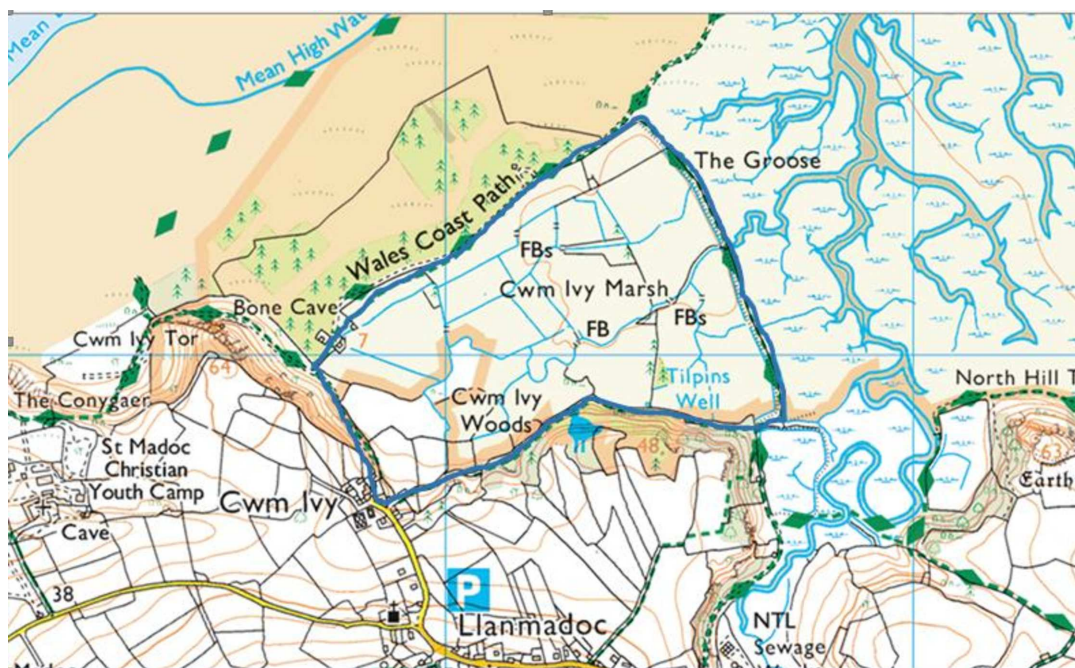 Mean
Mean High Wat
The Groose
Wales Coast Path
FBs
Cwm Ivy Marsh
Bone Cave
FBs
FB
7
Cwm Ivy Tor
64
Tilpins
Well
North Hill T
The Conygaer
Cwm Ivy
Woods
48
St Madoc
Christian
Youth Camp
63
Earth
Cwm Ivy
Cave
P
38
Llanmadoc
NTL
Sewage